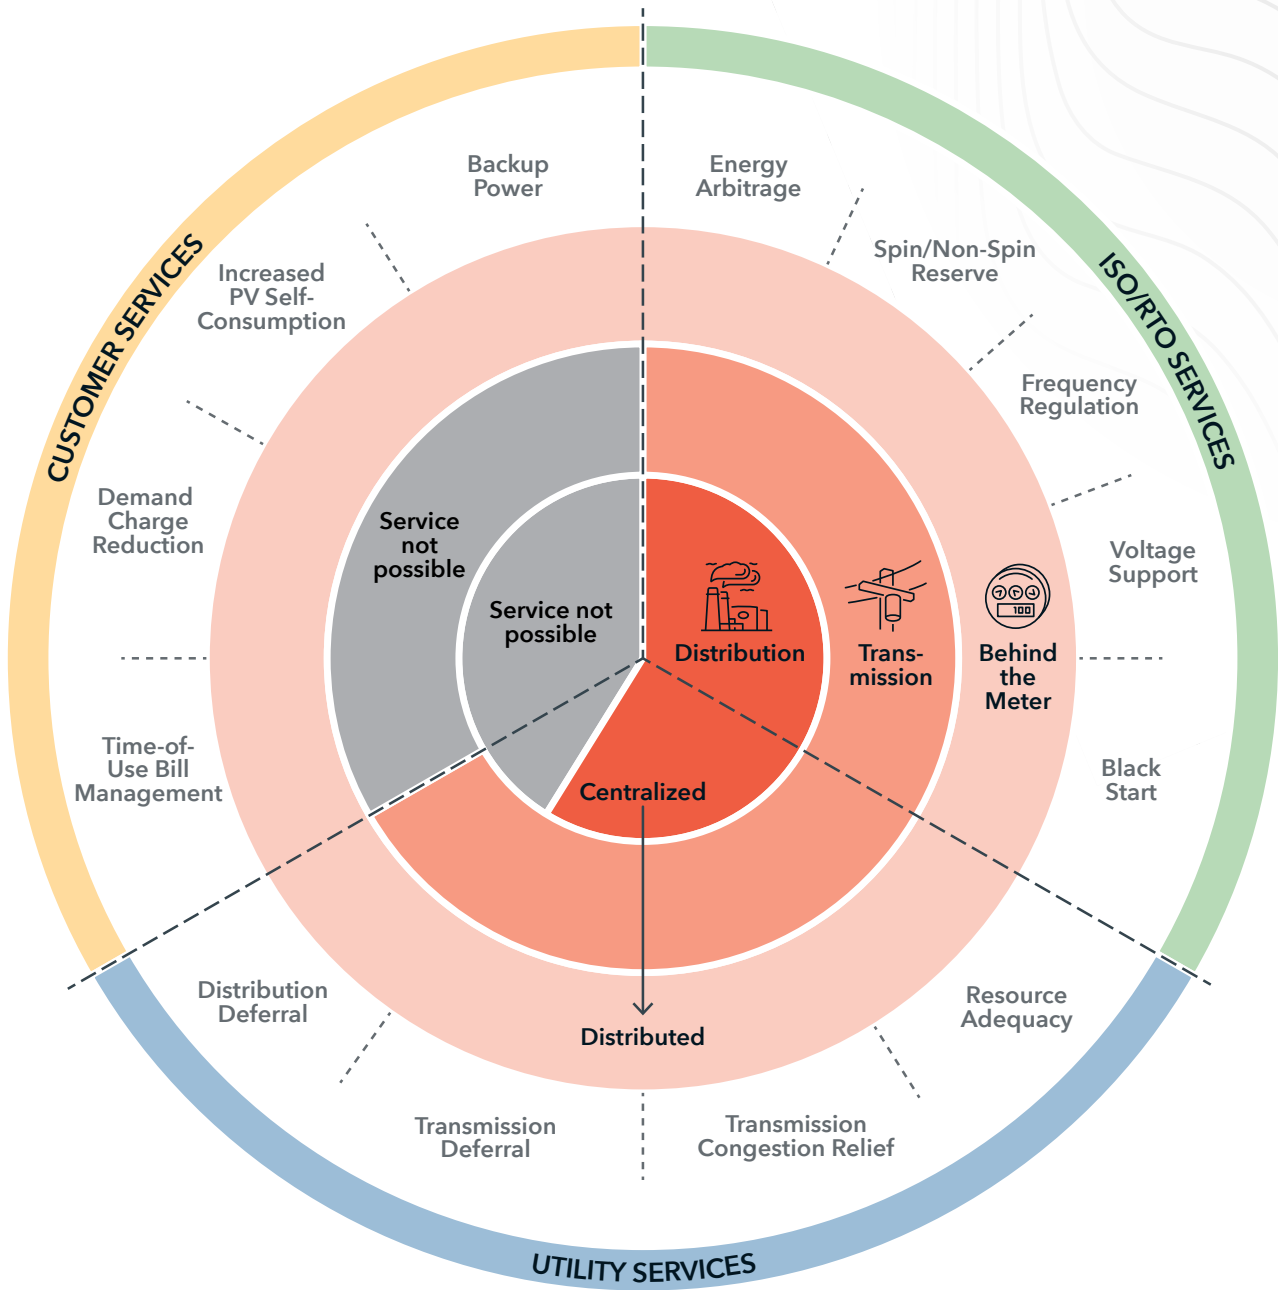 CUSTOMER SERVICES
ISO/RTO SERVICES
UTILITY SERVICES
Backup
Power
Increased
PV Self-
Consumption
Demand
Charge
Reduction
Time-of-
Use Bill
Management
Energy
Arbitrage
Spin/Non-Spin
Reserve
Frequency
Regulation
Voltage
Support
Black
Start
Resource
Adequacy
Transmission
Congestion Relief
Transmission
Deferral
Distribution
Deferral
Service
not
possible
Service not
possible
Distribution
Trans-
mission
100
Behind
the
Meter
Centralized
Distributed